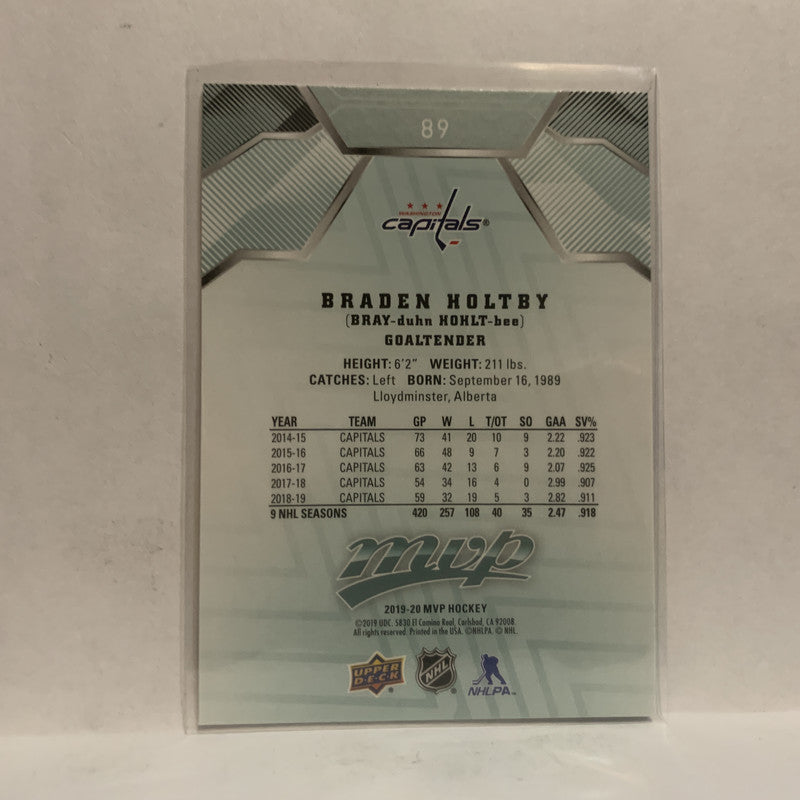 89
WASHINGTON
capitals®
BRADEN HOLTBY
(BRAY-duhn HOHLT-bee)
GOALTENDER
HEIGHT: 6'2" WEIGHT: 211 lbs.
CATCHES: Left BORN: September 16, 1989
Lloydminster, Alberta
YEAR TEAM GP W L T/OT SO GAA SV%
2014-15 CAPITALS 73 41 20 10 9 2.22 .923
2015-16 CAPITALS 66 48 9 7 3 2.20 .922
2016-17 CAPITALS 63 42 13 6 9 2.07 .925
2017-18 CAPITALS 54 34 16 4 0 2.99 .907
2018-19 CAPITALS 59 32 19 5 3 2.82 .911
9 NHL SEASONS 420 257 108 40 35 2.47 .918
mvp
2019-20 MVP HOCKEY
©2019 UDC. 5830 El Camino Real, Carlsbad, CA 92008.
All rights reserved. Printed in the USA. ©NHLPA. © NHL.
UPPER DECK® NHL NHLPA™